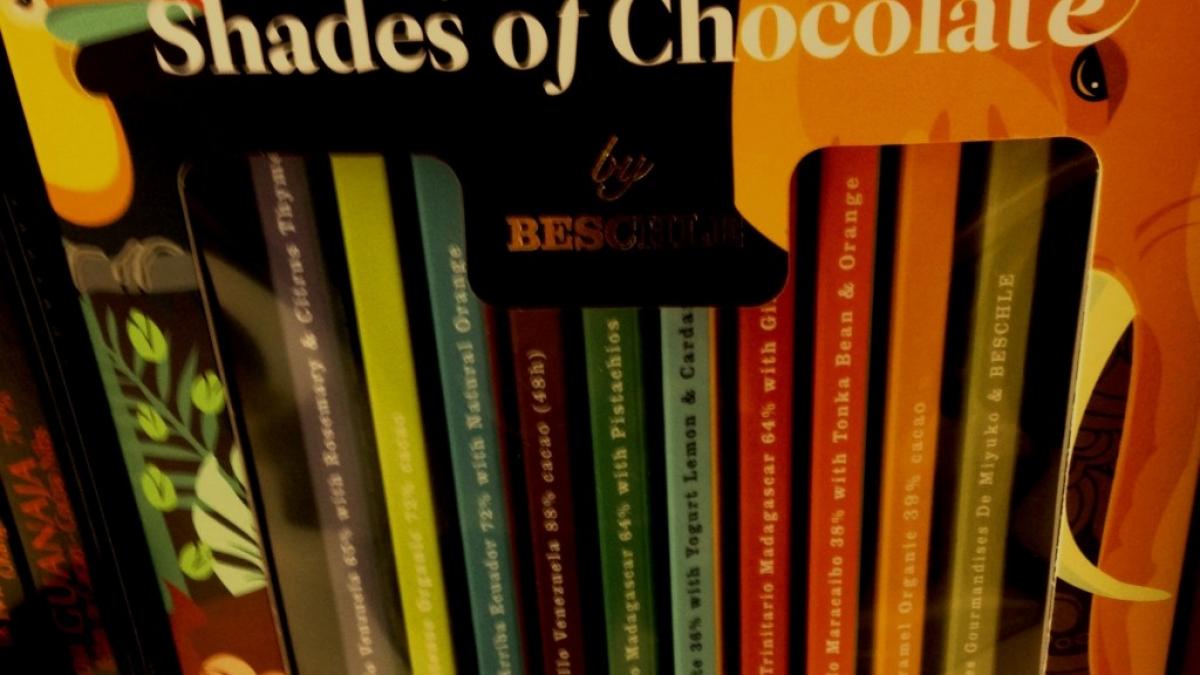 Shades of Chocolate
by
BESCHLE
Venezuela 65% with Rosemary & Citrus Thyme
Organic 72% cacao
Arriba Ecuador 72% with Natural Orange
Venezuela 88% cacao (48h)
Madagascar 64% with Pistachios
36% with Yogurt Lemon & Carda
Trinitario Madagascar 64% with Gi
Maracaibo 38% with Tonka Bean & Orange
Organic 39% cacao
Gourmandises De Miyuko & BESCHLE
GUANAJA 70%